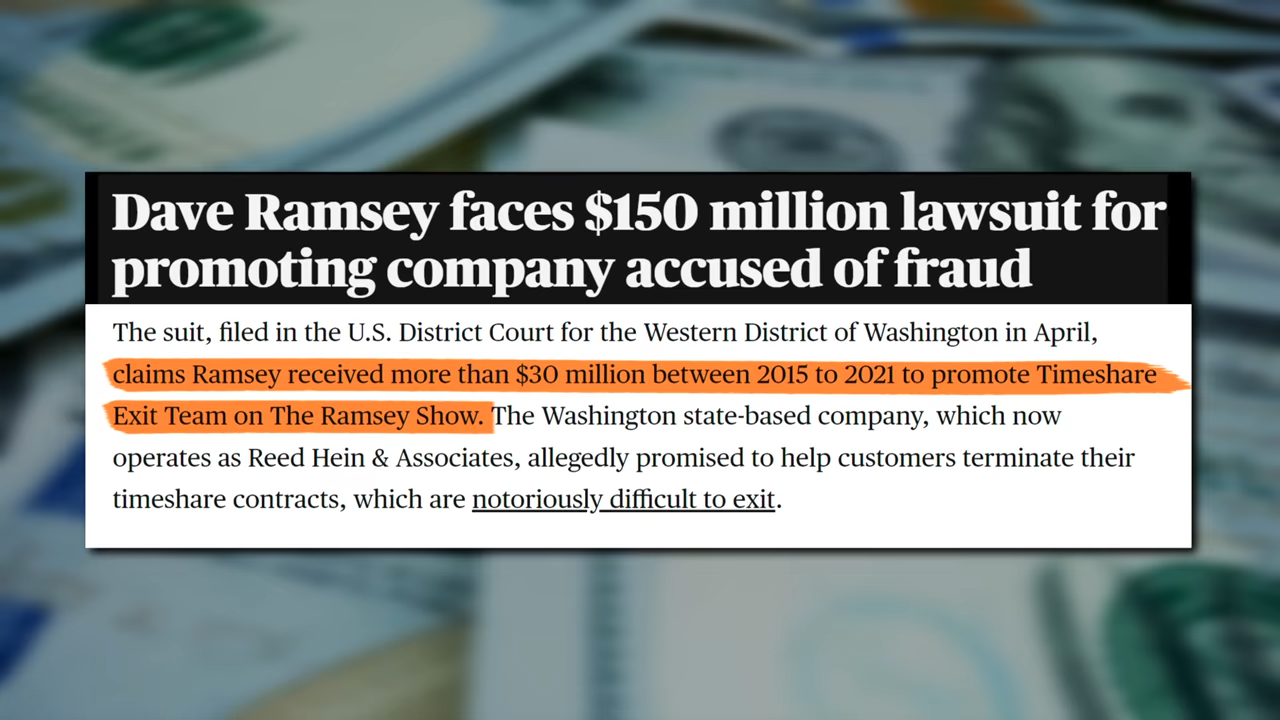 Dave Ramsey faces $150 million lawsuit for
promoting company accused of fraud
The suit, filed in the U.S. District Court for the Western District of Washington in April,
claims Ramsey received more than $30 million between 2015 to 2021 to promote Timeshare
Exit Team on The Ramsey Show. The Washington state-based company, which now
operates as Reed Hein & Associates, allegedly promised to help customers terminate their
timeshare contracts, which are notoriously difficult to exit.